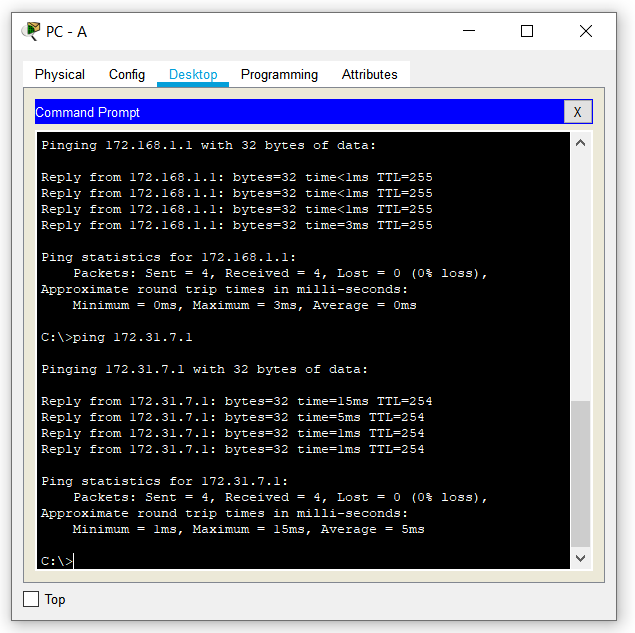 PC - A
Physical Config Desktop Programming Attributes
Command Prompt X
Pinging 172.168.1.1 with 32 bytes of data:
Reply from 172.168.1.1: bytes=32 time<1ms TTL=255
Reply from 172.168.1.1: bytes=32 time<1ms TTL=255
Reply from 172.168.1.1: bytes=32 time<1ms TTL=255
Reply from 172.168.1.1: bytes=32 time=3ms TTL=255
Ping statistics for 172.168.1.1:
    Packets: Sent = 4, Received = 4, Lost = 0 (0% loss),
Approximate round trip times in milli-seconds:
    Minimum = 0ms, Maximum = 3ms, Average = 0ms
C:\>ping 172.31.7.1
Pinging 172.31.7.1 with 32 bytes of data:
Reply from 172.31.7.1: bytes=32 time=15ms TTL=254
Reply from 172.31.7.1: bytes=32 time=5ms TTL=254
Reply from 172.31.7.1: bytes=32 time=1ms TTL=254
Reply from 172.31.7.1: bytes=32 time=1ms TTL=254
Ping statistics for 172.31.7.1:
    Packets: Sent = 4, Received = 4, Lost = 0 (0% loss),
Approximate round trip times in milli-seconds:
    Minimum = 1ms, Maximum = 15ms, Average = 5ms
C:\>
Top